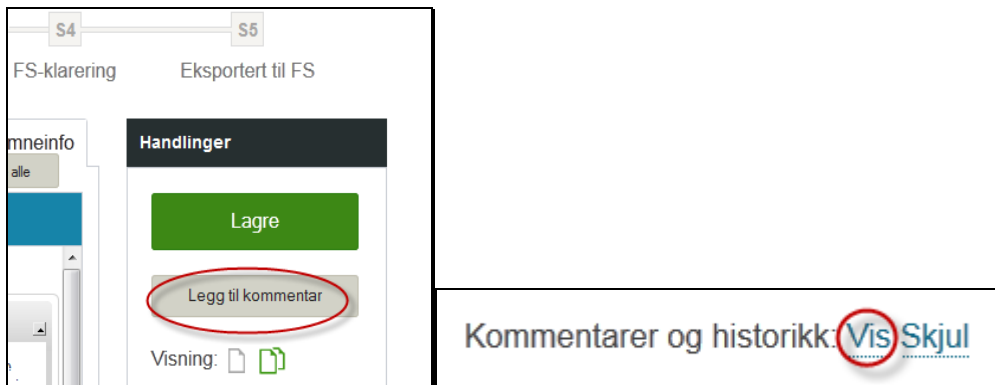 S4 S5
FS-klarering Eksportert til FS
mneinfo
alle
Handlinger
Lagre
Legg til kommentar
Visning:
Kommentarer og historikk: Vis Skjul